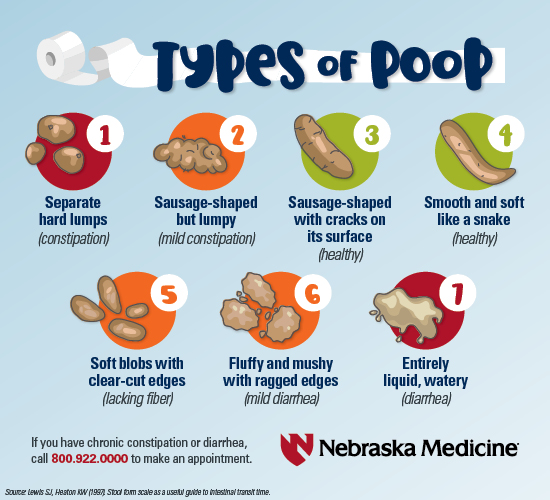 Types of Poop
1
Separate
hard lumps
(constipation)
2
Sausage-shaped
but lumpy
(mild constipation)
3
Sausage-shaped
with cracks on
its surface
(healthy)
4
Smooth and soft
like a snake
(healthy)
5
Soft blobs with
clear-cut edges
(lacking fiber)
6
Fluffy and mushy
with ragged edges
(mild diarrhea)
7
Entirely
liquid, watery
(diarrhea)
If you have chronic constipation or diarrhea,
call 800.922.0000 to make an appointment.
Nebraska Medicine
Source: Lewis SJ, Heaton KW (1997). Stool form scale as a useful guide to intestinal transit time.